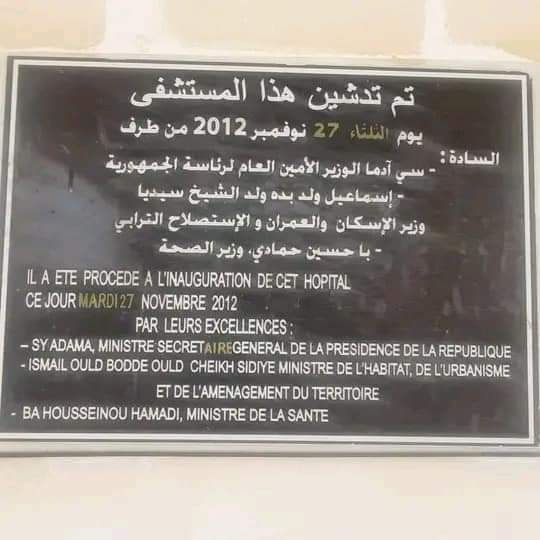 تم تدشين هذا المستشفى
يوم الثلثاء 27 نوفمبر 2012 من طرف
السادة :
- سي آدما الوزير الأمين العام لرئاسة الجمهورية
- إسماعيل ولد بده ولد الشيخ سيديا
وزير الإسكان والعمران و الإستصلاح الترابي
- با حسين حمادي، وزير الصحة
IL A ETE PROCEDE A L'INAUGURATION DE CET HOPITAL
CE JOUR MARDI 27 NOVEMBRE 2012
PAR LEURS EXCELLENCES :
– SY ADAMA, MINISTRE SECRETAIRE GENERAL DE LA PRESIDENCE DE LA REPUBLIQUE
- ISMAIL OULD BODDE OULD CHEIKH SIDIYE MINISTRE DE L'HABITAT, DE L'URBANISME
ET DE L'AMENAGEMENT DU TERRITOIRE
- BA HOUSSEINOU HAMADI, MINISTRE DE LA SANTE